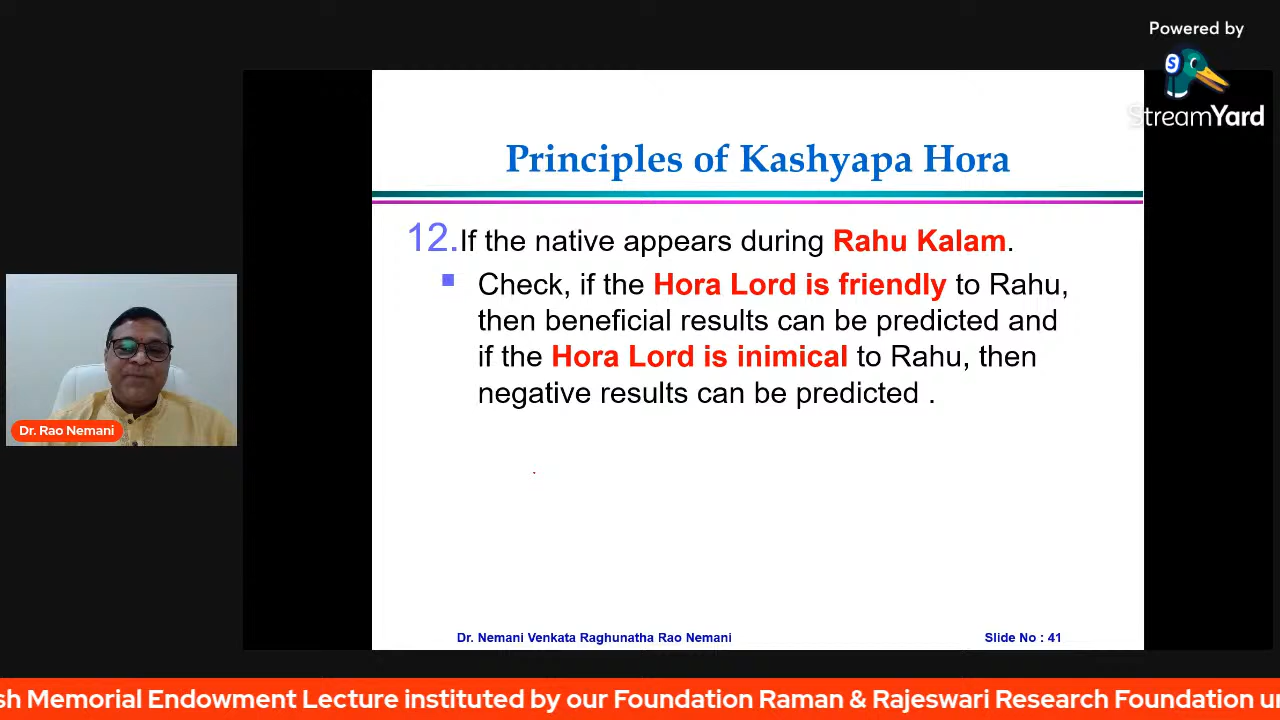 Powered by
S
StreamYard
Principles of Kashyapa Hora
12.If the native appears during Rahu Kalam.
Check, if the Hora Lord is friendly to Rahu,
then beneficial results can be predicted and
if the Hora Lord is inimical to Rahu, then
negative results can be predicted .
Dr. Rao Nemani
Dr. Nemani Venkata Raghunatha Rao Nemani
Slide No : 41
sh Memorial Endowment Lecture instituted by our Foundation Raman & Rajeswari Research Foundation u